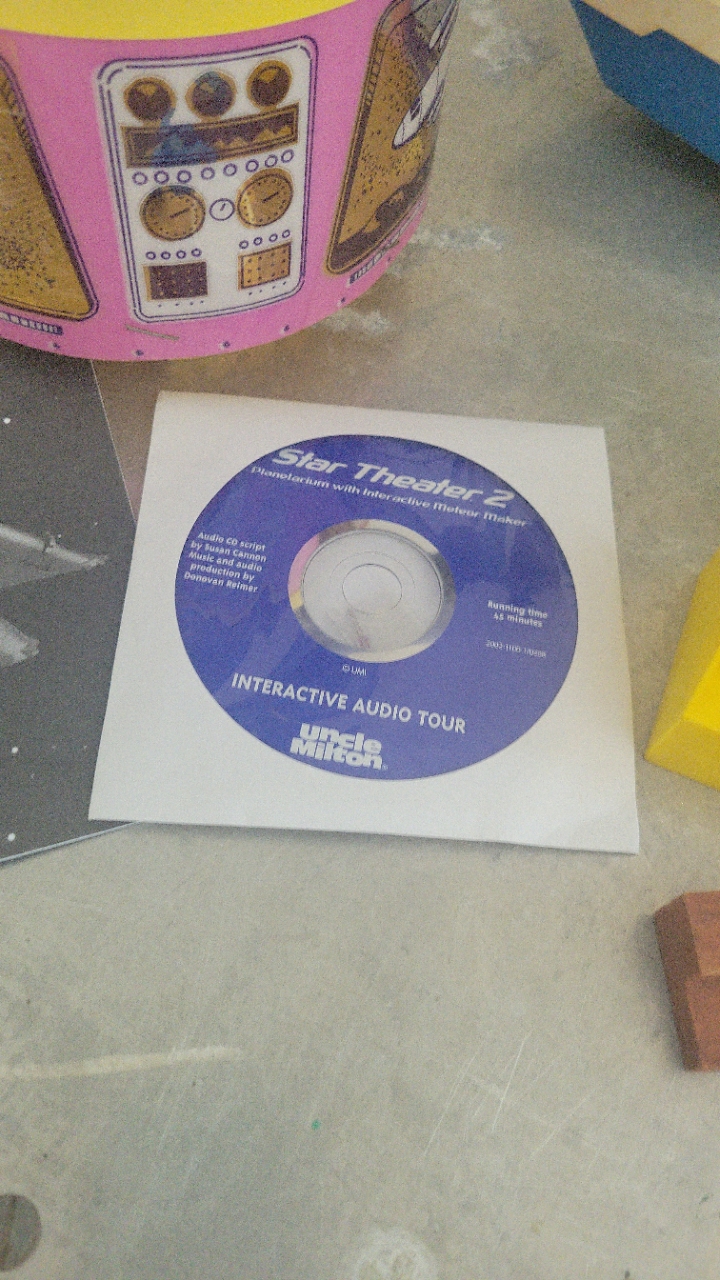 Star Theater 2
Planetarium with Interactive Meteor Maker
Audio CD script
by Susan Cannon
Music and audio
production by
Donovan Reimer
Running time
45 minutes
© UMI
INTERACTIVE AUDIO TOUR
uncle
Milton®